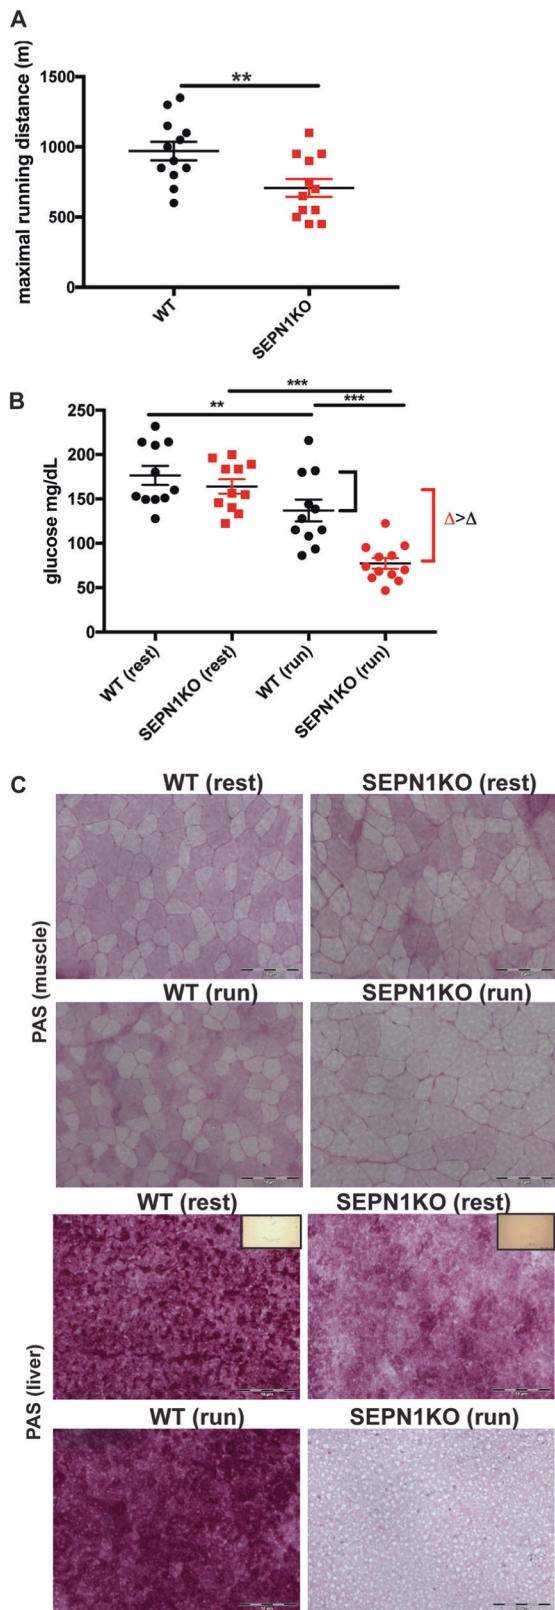 A
maximal running distance (m)
1500
1000
500
0
**
WT
SEPN1KO
B
glucose mg/dL
250
200
150
100
50
0
***
**
***
Δ>Δ
WT (rest)
SEPN1KO (rest)
WT (run)
SEPN1KO (run)
C
PAS (muscle)
WT (rest)
SEPN1KO (rest)
WT (run)
SEPN1KO (run)
PAS (liver)
WT (rest)
SEPN1KO (rest)
WT (run)
SEPN1KO (run)